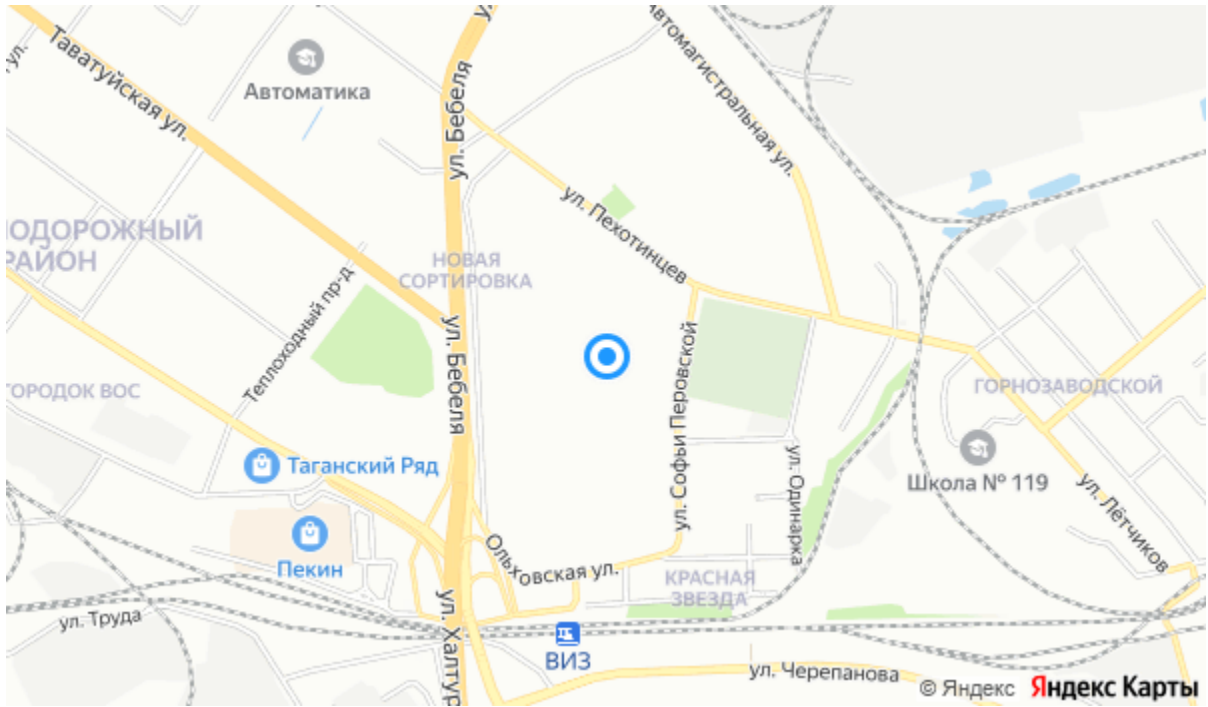 ул.
Таватуйская ул.
Автоматика
ул. Бебеля
Автомагистральная ул.
ул. Пехотинцев
ОДОРОЖНЫЙ
РАЙОН
НОВАЯ
СОРТИРОВКА
Теплоходный пр-д
ул. Бебеля
ул. Софьи Перовской
ГОРОДОК ВОС
ГОРНОЗАВОДСКОЙ
Таганский Ряд
ул. Одинарка
Школа № 119
ул. Лётчиков
Пекин
Ольховская ул.
КРАСНАЯ
ЗВЕЗДА
ул. Труда
ул. Халтур
ВИЗ
ул. Черепанова
© Яндекс Яндекс Карты